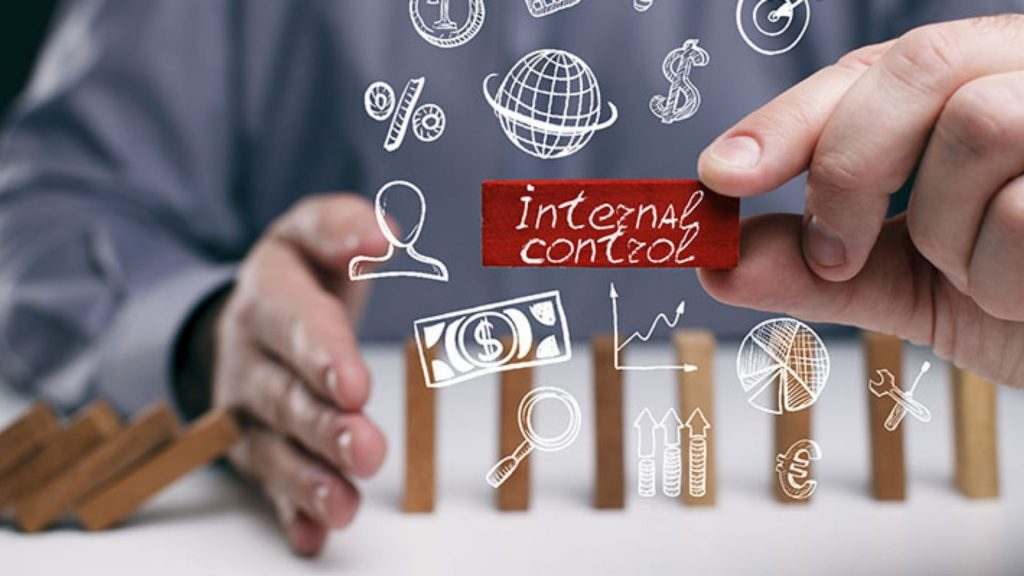 %
$
internal
control
$
€